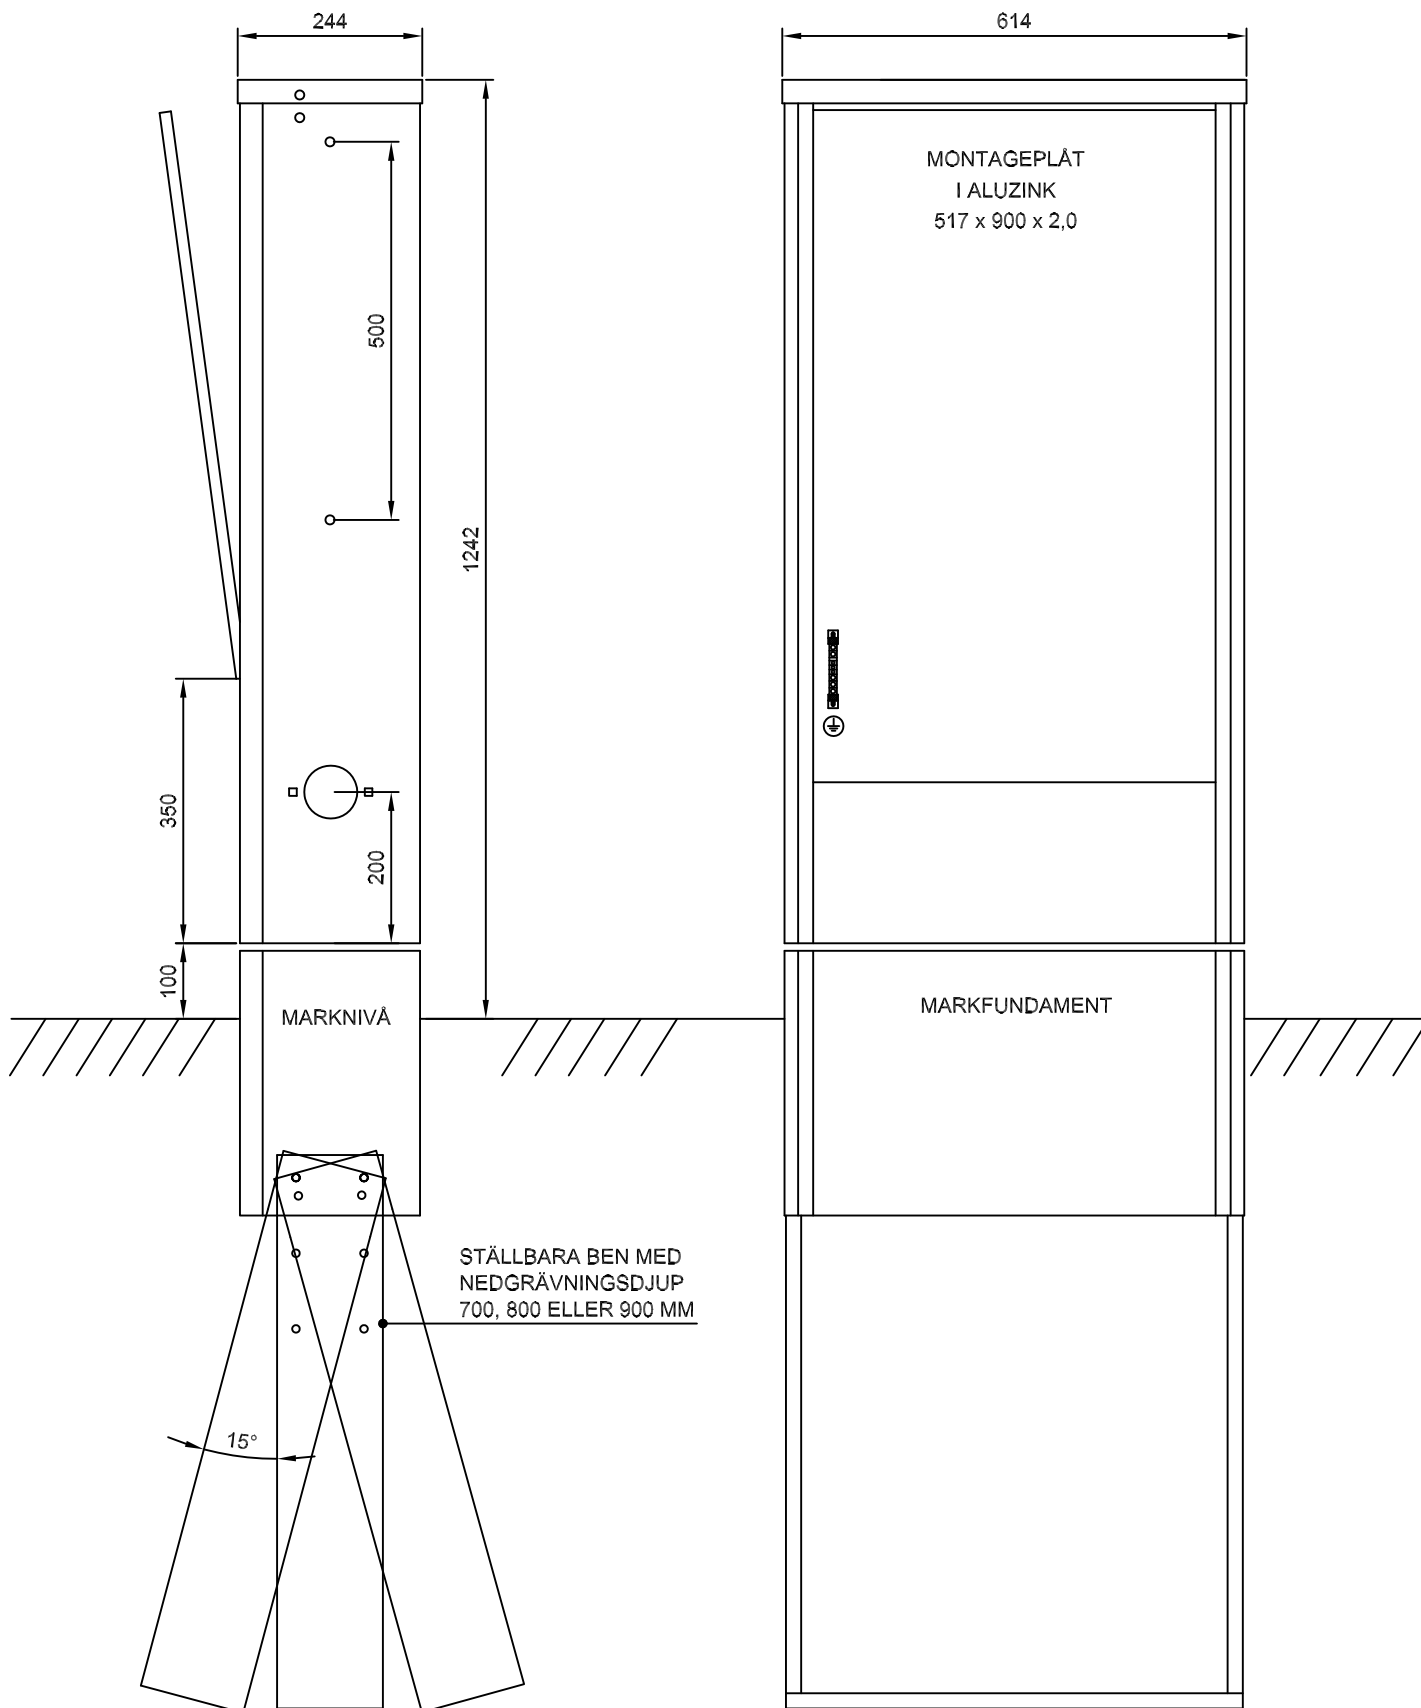 244
614
MONTAGEPLÅT
I ALUZINK
517 x 900 x 2,0
500
1242
350
200
100
MARKNIVÅ
MARKFUNDAMENT
STÄLLBARA BEN MED
NEDGRÄVNINGSDJUP
700, 800 ELLER 900 MM
15°